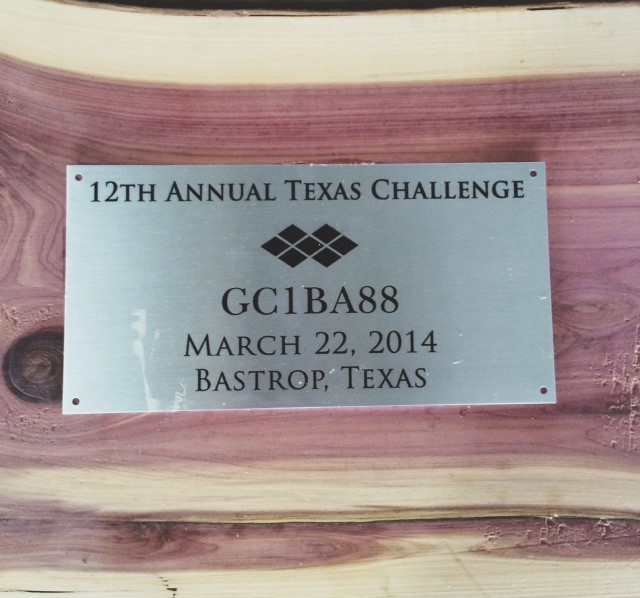 12TH ANNUAL TEXAS CHALLENGE
GC1BA88
MARCH 22, 2014
BASTROP, TEXAS